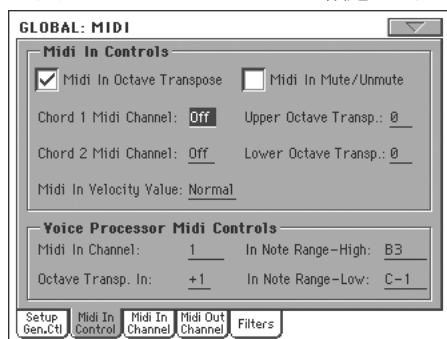 GLOBAL: MIDI
Midi In Controls
Midi In Octave Transpose Midi In Mute/Unmute
Chord 1 Midi Channel: Off Upper Octave Transp.: 0
Chord 2 Midi Channel: Off Lower Octave Transp.: 0
Midi In Velocity Value: Normal
Voice Processor Midi Controls
Midi In Channel: 1 In Note Range-High: B3
Octave Transp. In: +1 In Note Range-Low: C-1
Setup Gen.Ctl Midi In Control Midi In Channel Midi Out Channel Filters